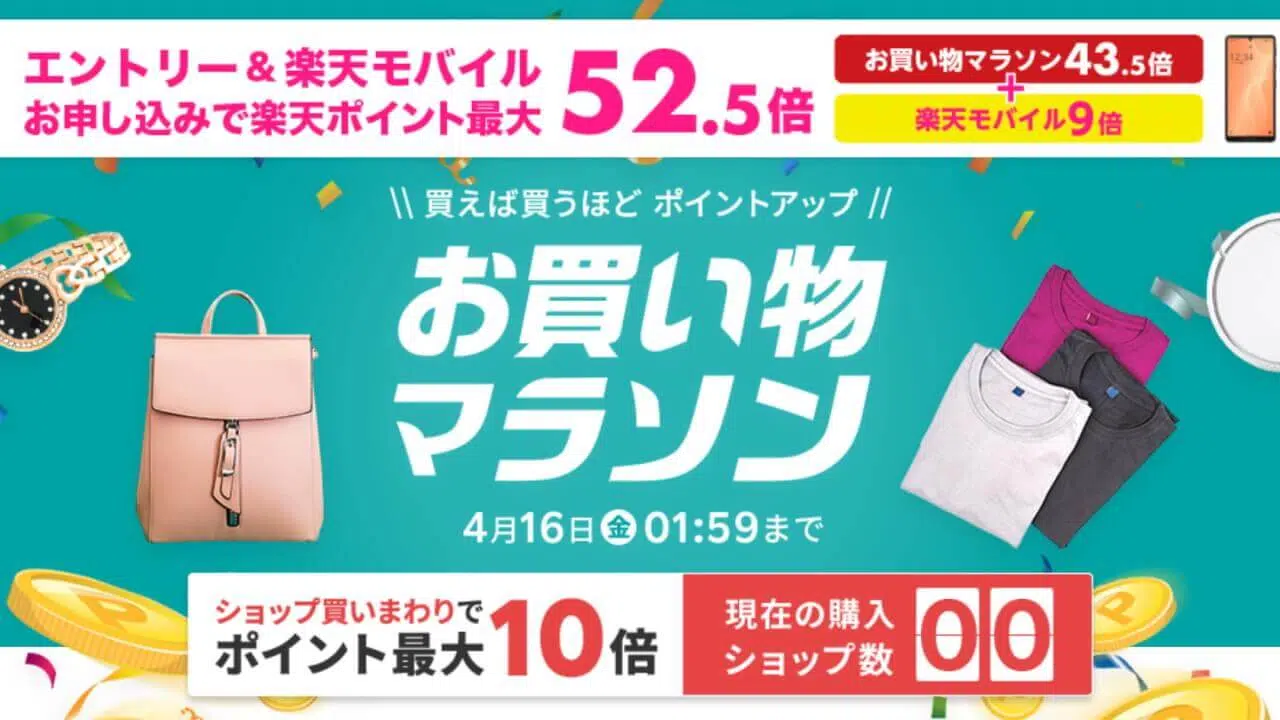 エントリー&楽天モバイル
お申し込みで楽天ポイント最大
52.5倍
お買い物マラソン43.5倍
+
楽天モバイル9倍
12:34
\\ 買えば買うほど ポイントアップ //
お買い物
マラソン
4月16日(金)01:59まで
ショップ買いまわりで
ポイント最大10倍
現在の購入
ショップ数
00
P
P